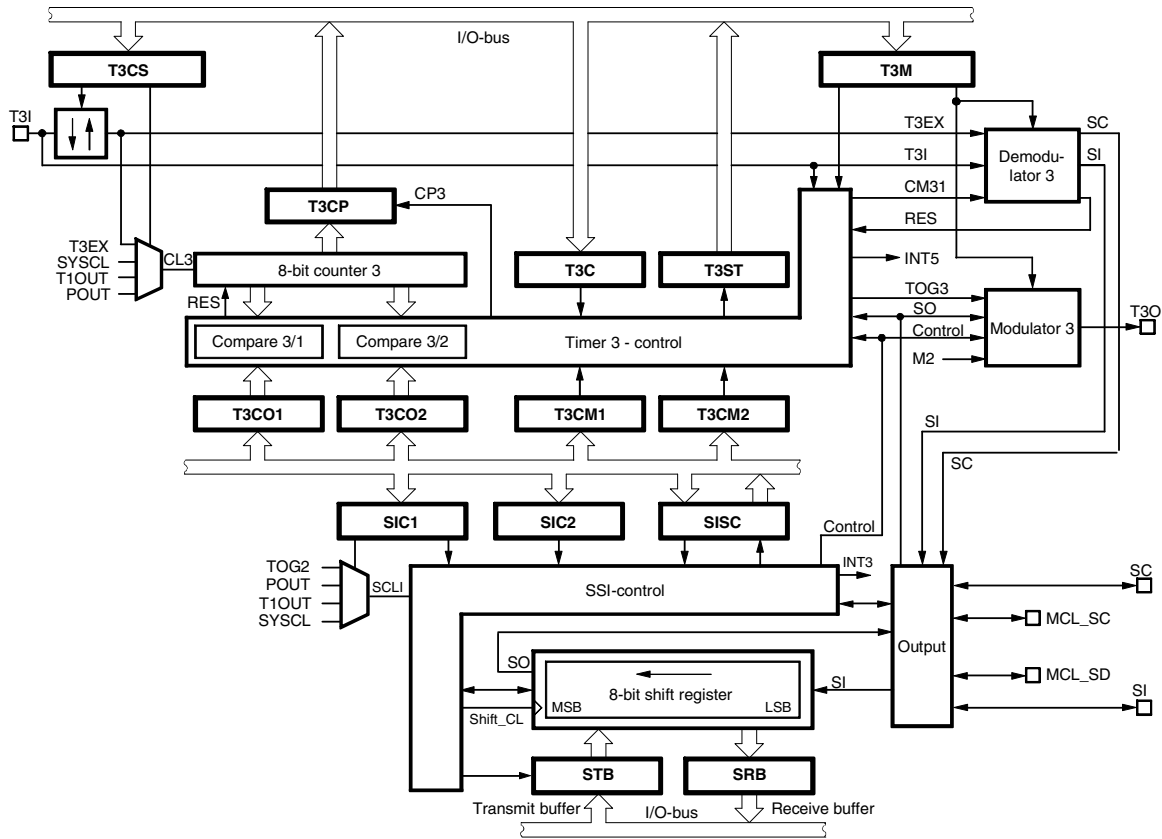 I/O-bus
T3CS
T3M
T3I
T3EX
SC
T3I
SI
Demodu-
lator 3
CM31
T3CP
CP3
RES
T3EX
SYSCL
T1OUT
POUT
CL3
8-bit counter 3
T3C
T3ST
INT5
RES
TOG3
SO
Control
M2
Modulator 3
T3O
Compare 3/1
Compare 3/2
Timer 3 - control
T3CO1
T3CO2
T3CM1
T3CM2
SI
SC
SIC1
SIC2
SISC
Control
TOG2
POUT
T1OUT
SYSCL
SCLI
SSI-control
INT3
SC
MCL_SC
Output
MCL_SD
SI
SO
8-bit shift register
MSB
LSB
SI
Shift_CL
STB
SRB
Transmit buffer
I/O-bus
Receive buffer